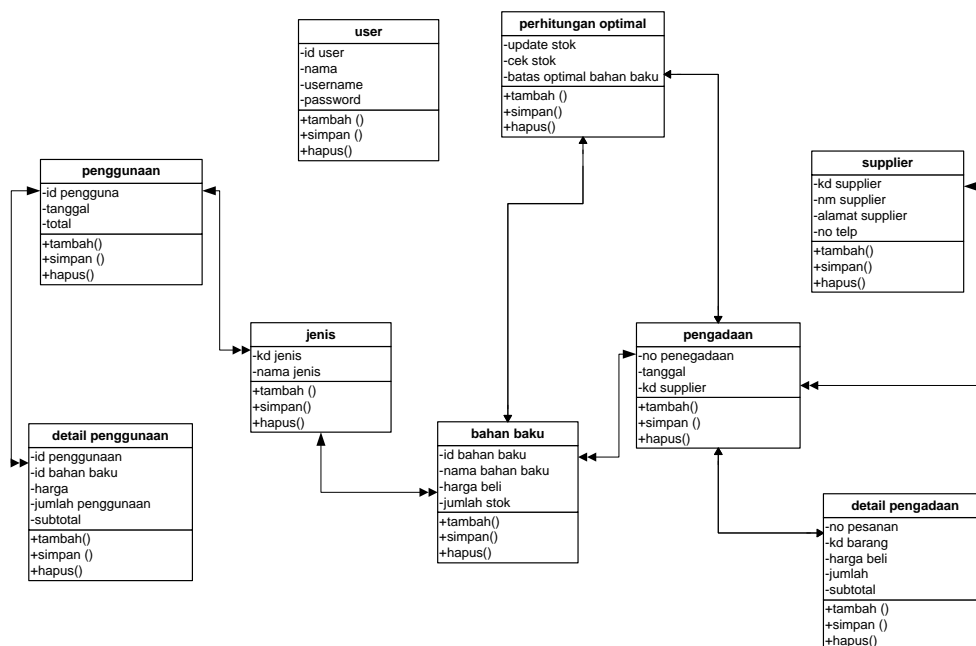 user
-id user
-nama
-username
-password
+tambah ()
+simpan ()
+hapus()
perhitungan optimal
-update stok
-cek stok
-batas optimal bahan baku
+tambah ()
+simpan()
+hapus()
penggunaan
-id pengguna
-tanggal
-total
+tambah()
+simpan ()
+hapus()
supplier
-kd supplier
-nm supplier
-alamat supplier
-no telp
+tambah()
+simpan()
+hapus()
jenis
-kd jenis
-nama jenis
+tambah ()
+simpan()
+hapus()
pengadaan
-no penegadaan
-tanggal
-kd supplier
+tambah()
+simpan ()
+hapus()
detail penggunaan
-id penggunaan
-id bahan baku
-harga
-jumlah penggunaan
-subtotal
+tambah()
+simpan ()
+hapus()
bahan baku
-id bahan baku
-nama bahan baku
-harga beli
-jumlah stok
+tambah()
+simpan()
+hapus()
detail pengadaan
-no pesanan
-kd barang
-harga beli
-jumlah
-subtotal
+tambah ()
+simpan ()
+hapus()